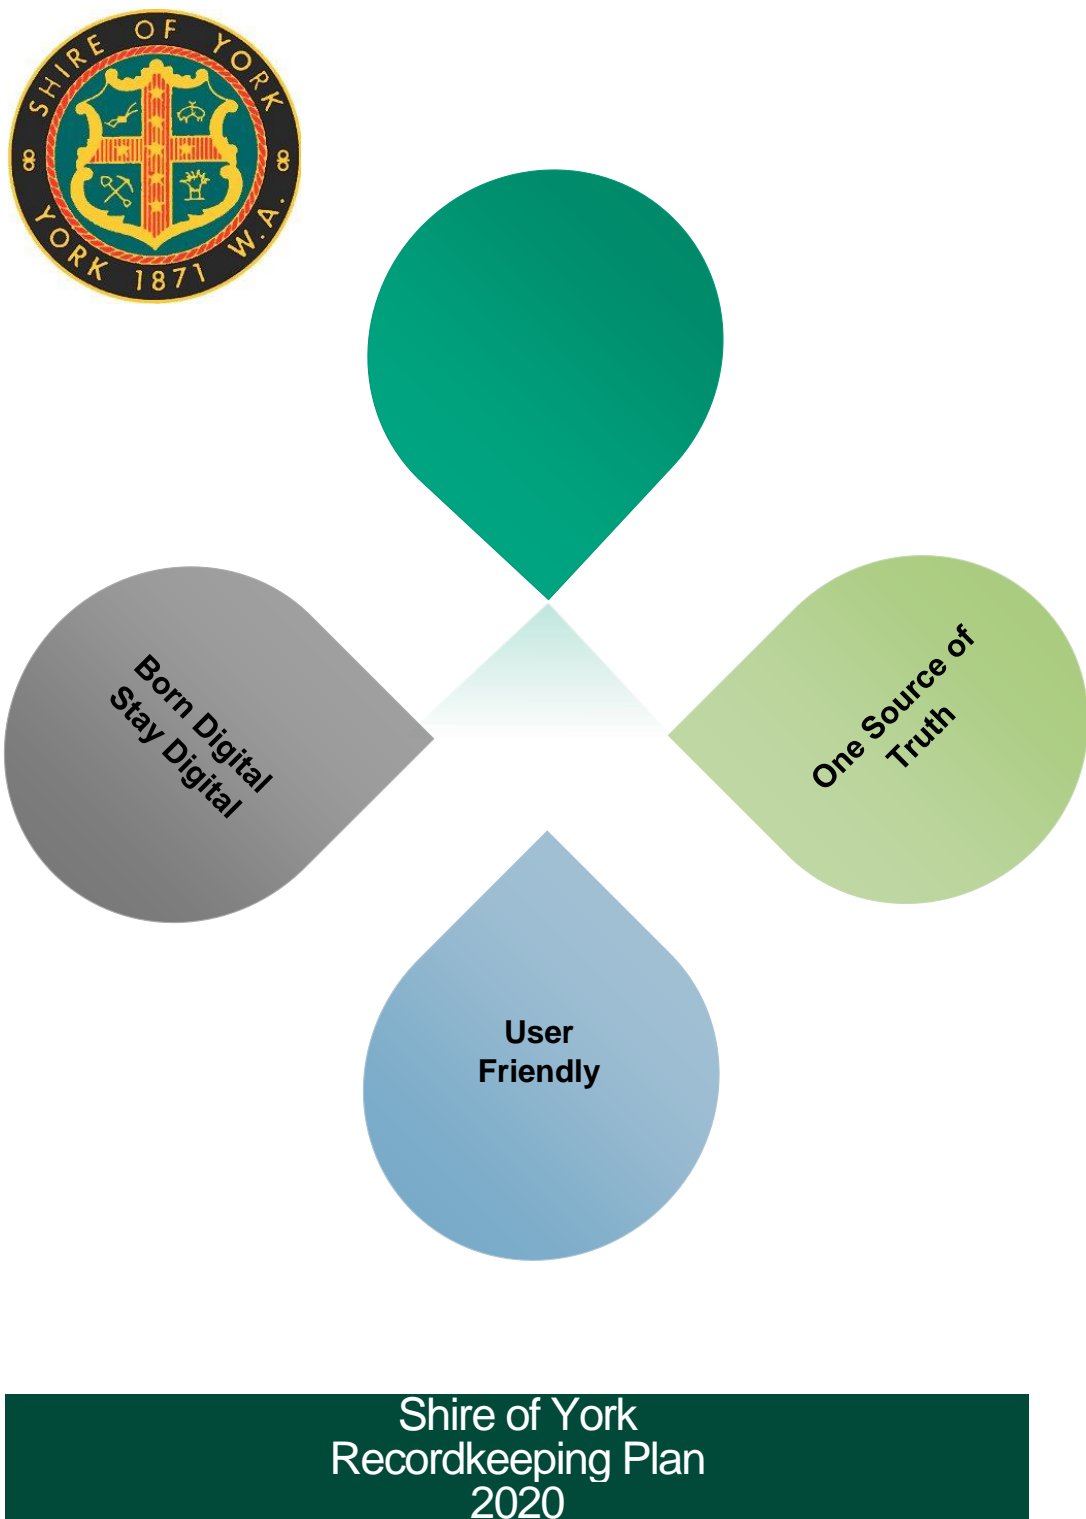 SHIRE OF YORK
YORK 1871 W.A.
Born Digital
Stay Digital
One Source of
Truth
User
Friendly
Shire of York
Recordkeeping Plan
2020